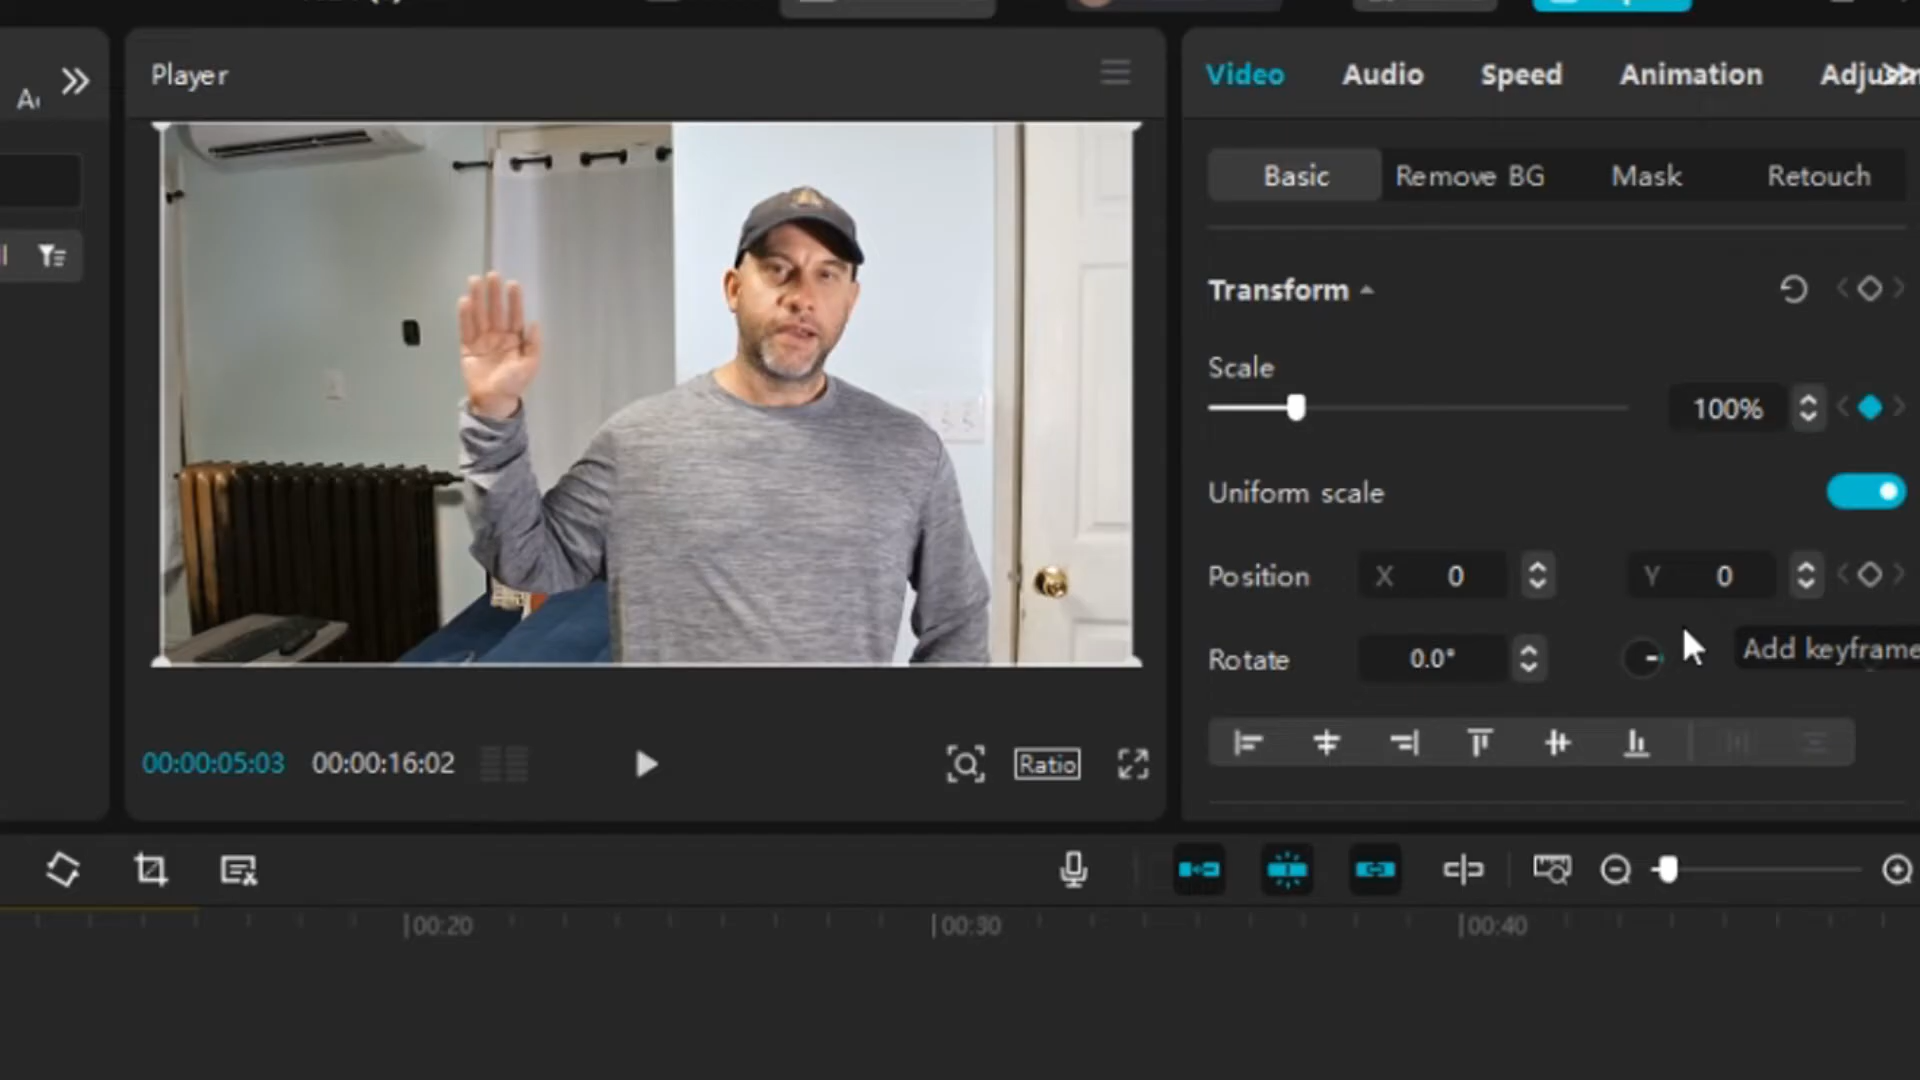 Player
Video Audio Speed Animation
Basic Remove BG Mask Retouch
Transform
Scale
100%
Uniform scale
Position X 0 Y 0
Rotate 0.0°
Add keyframe
00:00:05:03 00:00:16:02 Ratio
00:20 00:30 00:40